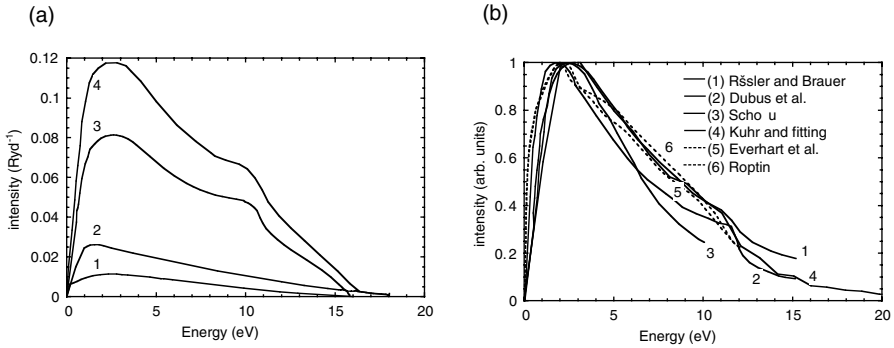 (a)
0.12
0.1
0.08
0.06
0.04
0.02
0
intensity (Ryd⁻¹)
4
3
2
1
0 5 10 15 20
Energy (eV)
(b)
1
0.8
0.6
0.4
0.2
0
intensity (arb. units)
(1) Ršsler and Brauer
(2) Dubus et al.
(3) Scho u
(4) Kuhr and fitting
(5) Everhart et al.
(6) Roptin
6
5
3
2
1
4
0 5 10 15 20
Energy (eV)